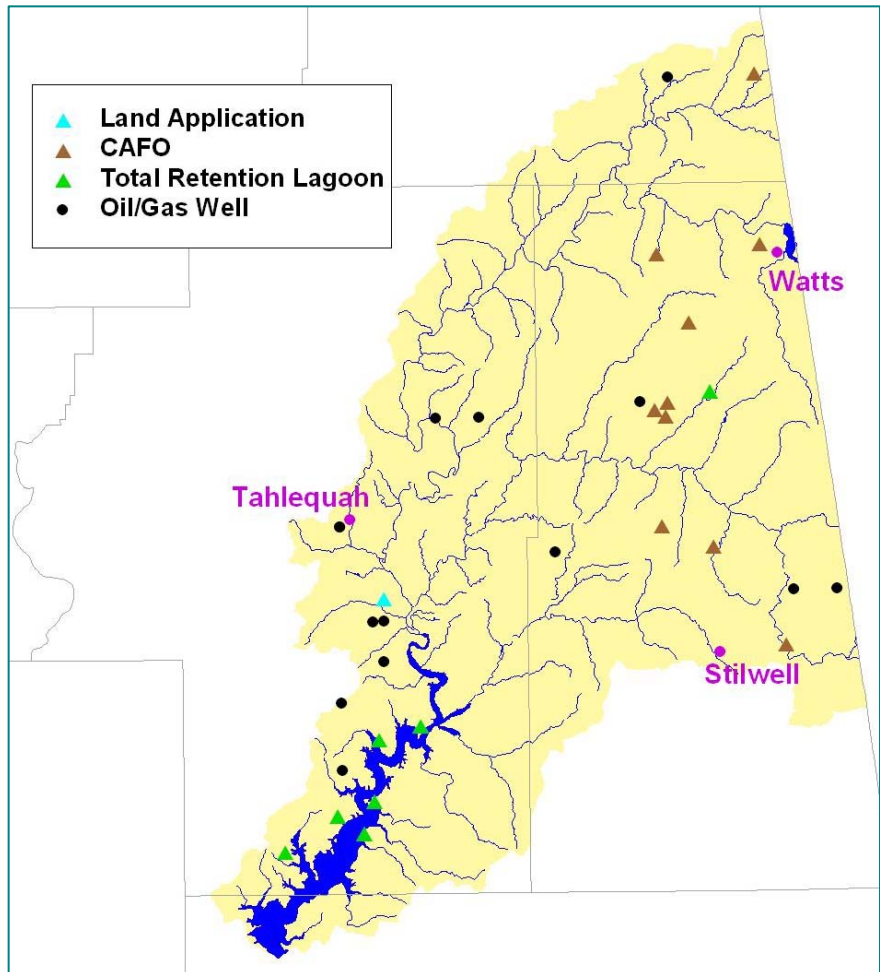 Land Application
CAFO
Total Retention Lagoon
Oil/Gas Well
Watts
Tahlequah
Stilwell